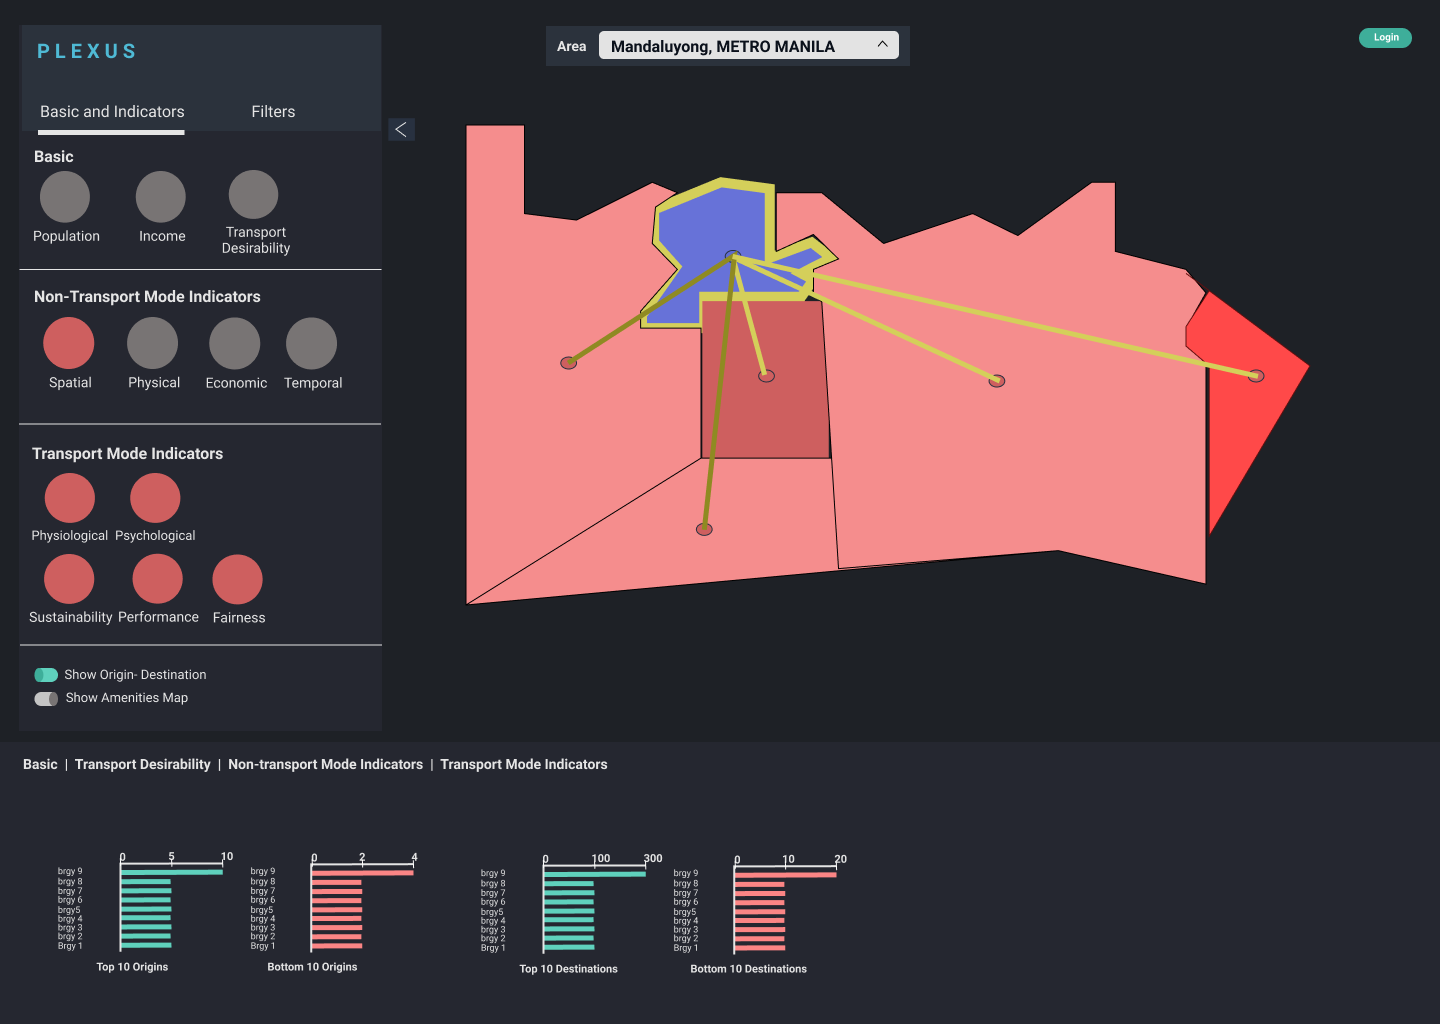 PLEXUS
Area
Mandaluyong, METRO MANILA
Login
Basic and Indicators
Filters
Basic
Population
Income
Transport
Desirability
Non-Transport Mode Indicators
Spatial
Physical
Economic
Temporal
Transport Mode Indicators
Physiological
Psychological
Sustainability
Performance
Fairness
Show Origin- Destination
Show Amenities Map
Basic | Transport Desirability | Non-transport Mode Indicators | Transport Mode Indicators
0 5 10
brgy 9
brgy 8
brgy 7
brgy 6
brgy5
brgy 4
brgy 3
brgy 2
Brgy 1
Top 10 Origins
0 2 4
brgy 9
brgy 8
brgy 7
brgy 6
brgy5
brgy 4
brgy 3
brgy 2
Brgy 1
Bottom 10 Origins
0 100 300
brgy 9
brgy 8
brgy 7
brgy 6
brgy5
brgy 4
brgy 3
brgy 2
Brgy 1
Top 10 Destinations
0 10 20
brgy 9
brgy 8
brgy 7
brgy 6
brgy5
brgy 4
brgy 3
brgy 2
Brgy 1
Bottom 10 Destinations